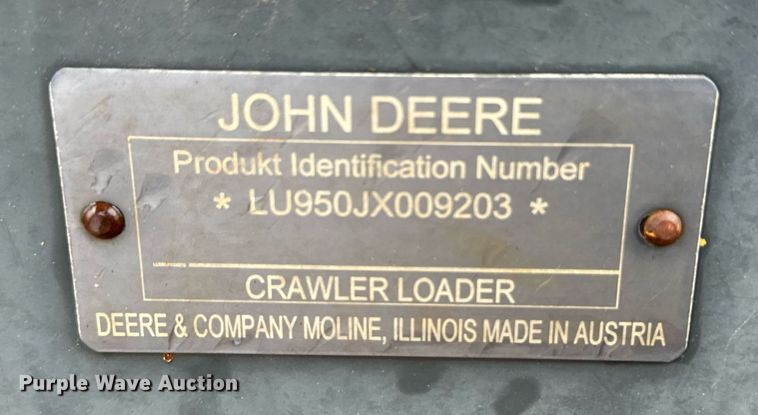 JOHN DEERE
Produkt Identification Number
* LU950JX009203 *
CRAWLER LOADER
DEERE & COMPANY MOLINE, ILLINOIS MADE IN AUSTRIA
Purple Wave Auction